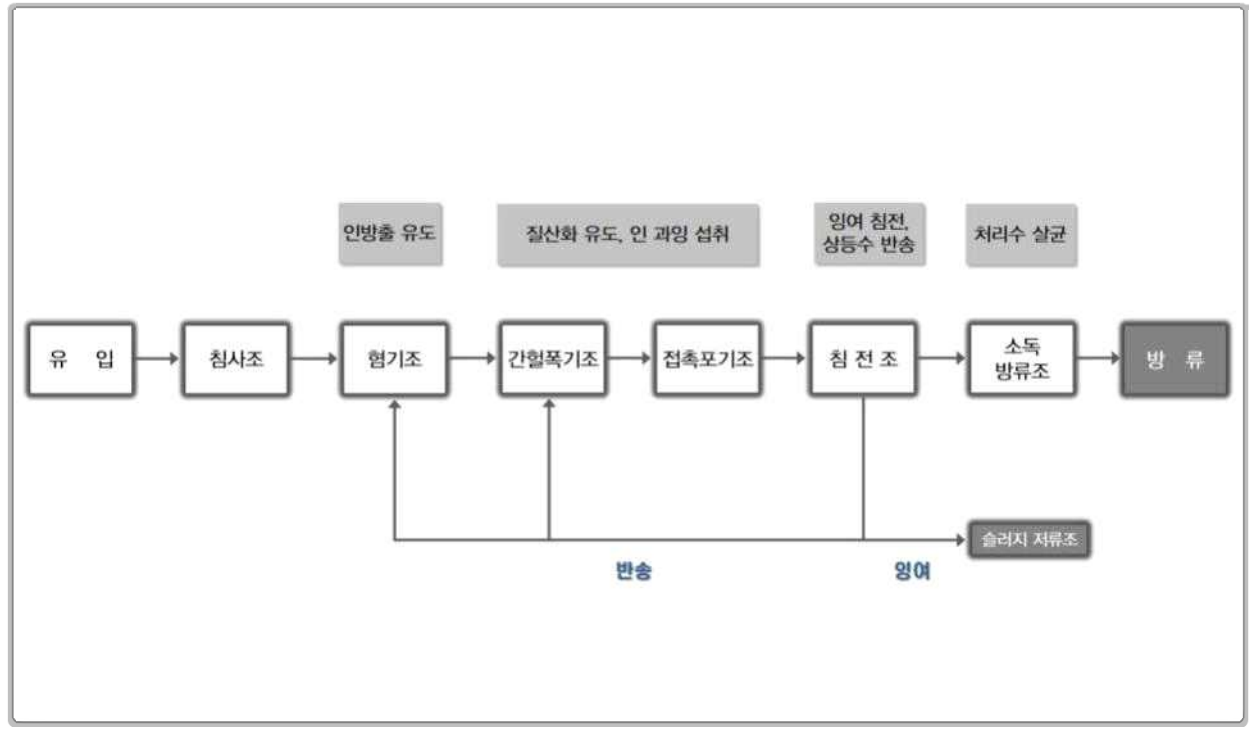 인방출 유도
질산화 유도, 인 과잉 섭취
잉여 침전,
상등수 반송
처리수 살균
유 입
침사조
혐기조
간헐폭기조
접촉포기조
침 전 조
소독
방류조
방 류
슬러지 저류조
반송
잉여